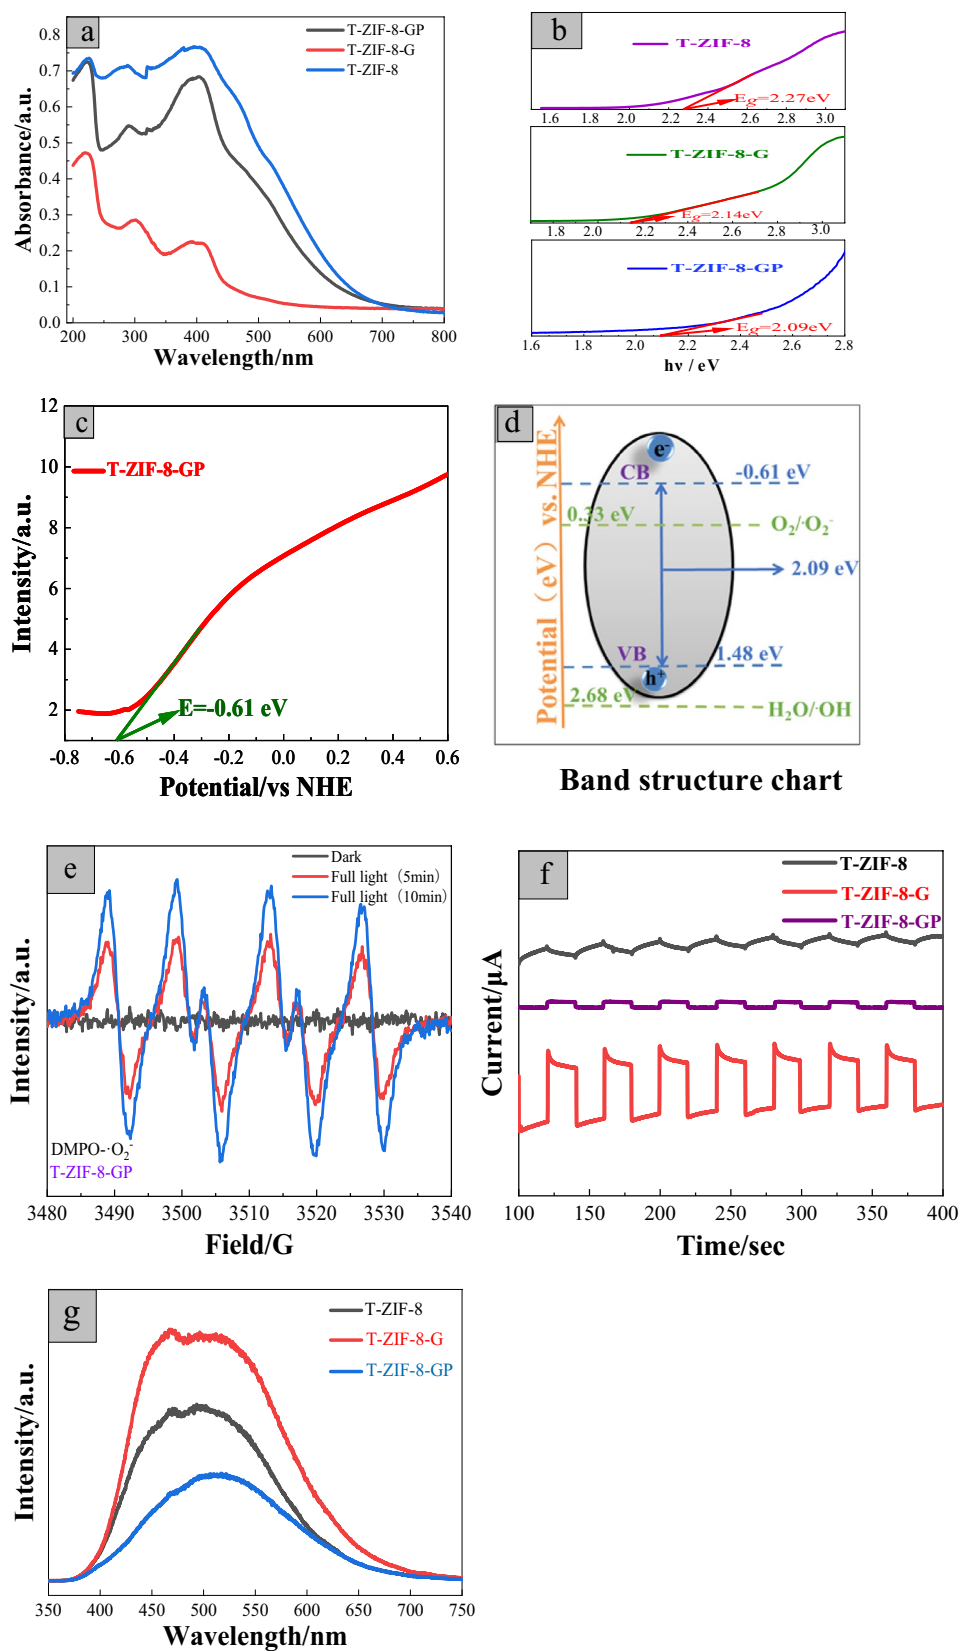 a
T-ZIF-8-GP
T-ZIF-8-G
T-ZIF-8
Absorbance/a.u.
0.8
0.7
0.6
0.5
0.4
0.3
0.2
0.1
0.0
200 300 400 500 600 700 800
Wavelength/nm
b
T-ZIF-8
Eg=2.27eV
1.6 1.8 2.0 2.2 2.4 2.6 2.8 3.0
T-ZIF-8-G
Eg=2.14eV
1.8 2.0 2.2 2.4 2.6 2.8 3.0
T-ZIF-8-GP
Eg=2.09eV
1.6 1.8 2.0 2.2 2.4 2.6 2.8
hν / eV
c
T-ZIF-8-GP
Intensity/a.u.
12
10
8
6
4
2
E=-0.61 eV
-0.8 -0.6 -0.4 -0.2 0.0 0.2 0.4 0.6
Potential/vs NHE
d
Potential（eV）vs. NHE
e⁻
CB
-0.61 eV
0.33 eV
O₂/·O₂⁻
2.09 eV
VB
1.48 eV
h⁺
2.68 eV
H₂O/·OH
Band structure chart
e
Dark
Full light（5min）
Full light（10min）
Intensity/a.u.
DMPO-·O₂⁻
T-ZIF-8-GP
3480 3490 3500 3510 3520 3530 3540
Field/G
f
T-ZIF-8
T-ZIF-8-G
T-ZIF-8-GP
Current/μA
100 150 200 250 300 350 400
Time/sec
g
T-ZIF-8
T-ZIF-8-G
T-ZIF-8-GP
Intensity/a.u.
350 400 450 500 550 600 650 700 750
Wavelength/nm